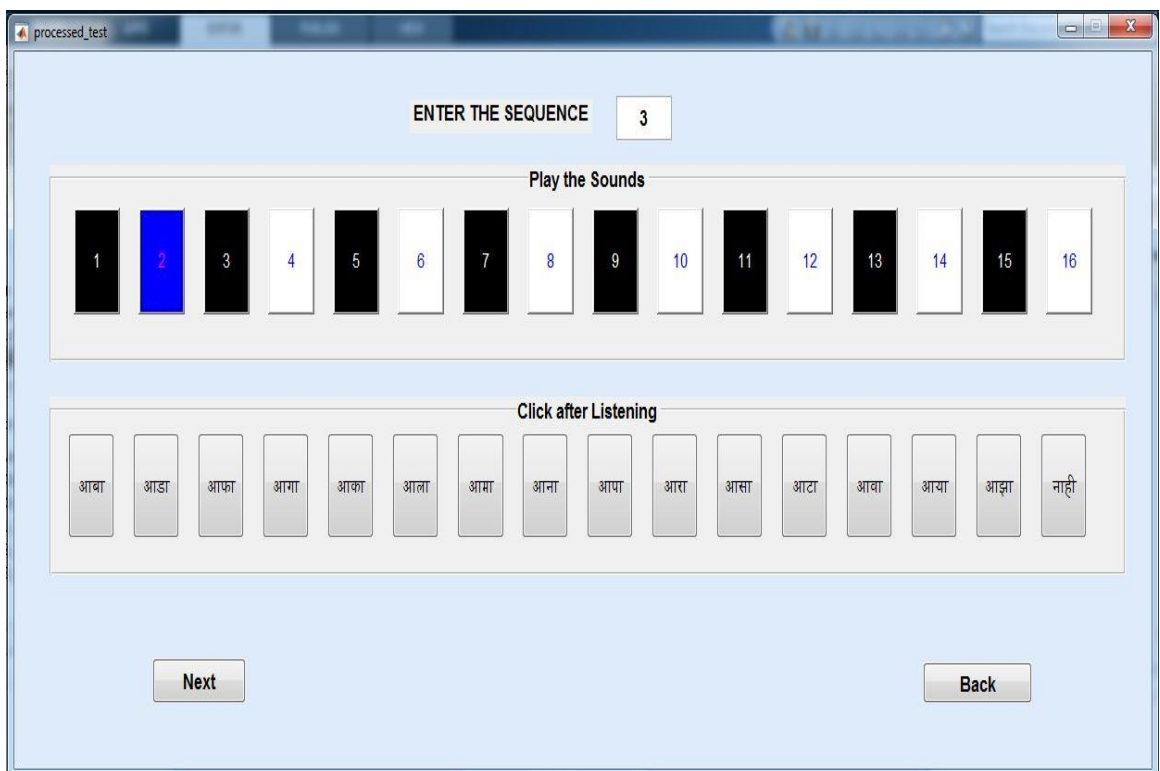 processed_test
ENTER THE SEQUENCE 3
Play the Sounds
1 2 3 4 5 6 7 8 9 10 11 12 13 14 15 16
Click after Listening
आबा आडा आफा आगा आका आला आमा आना आपा आरा आसा आटा आवा आया आझा नाही
Next Back